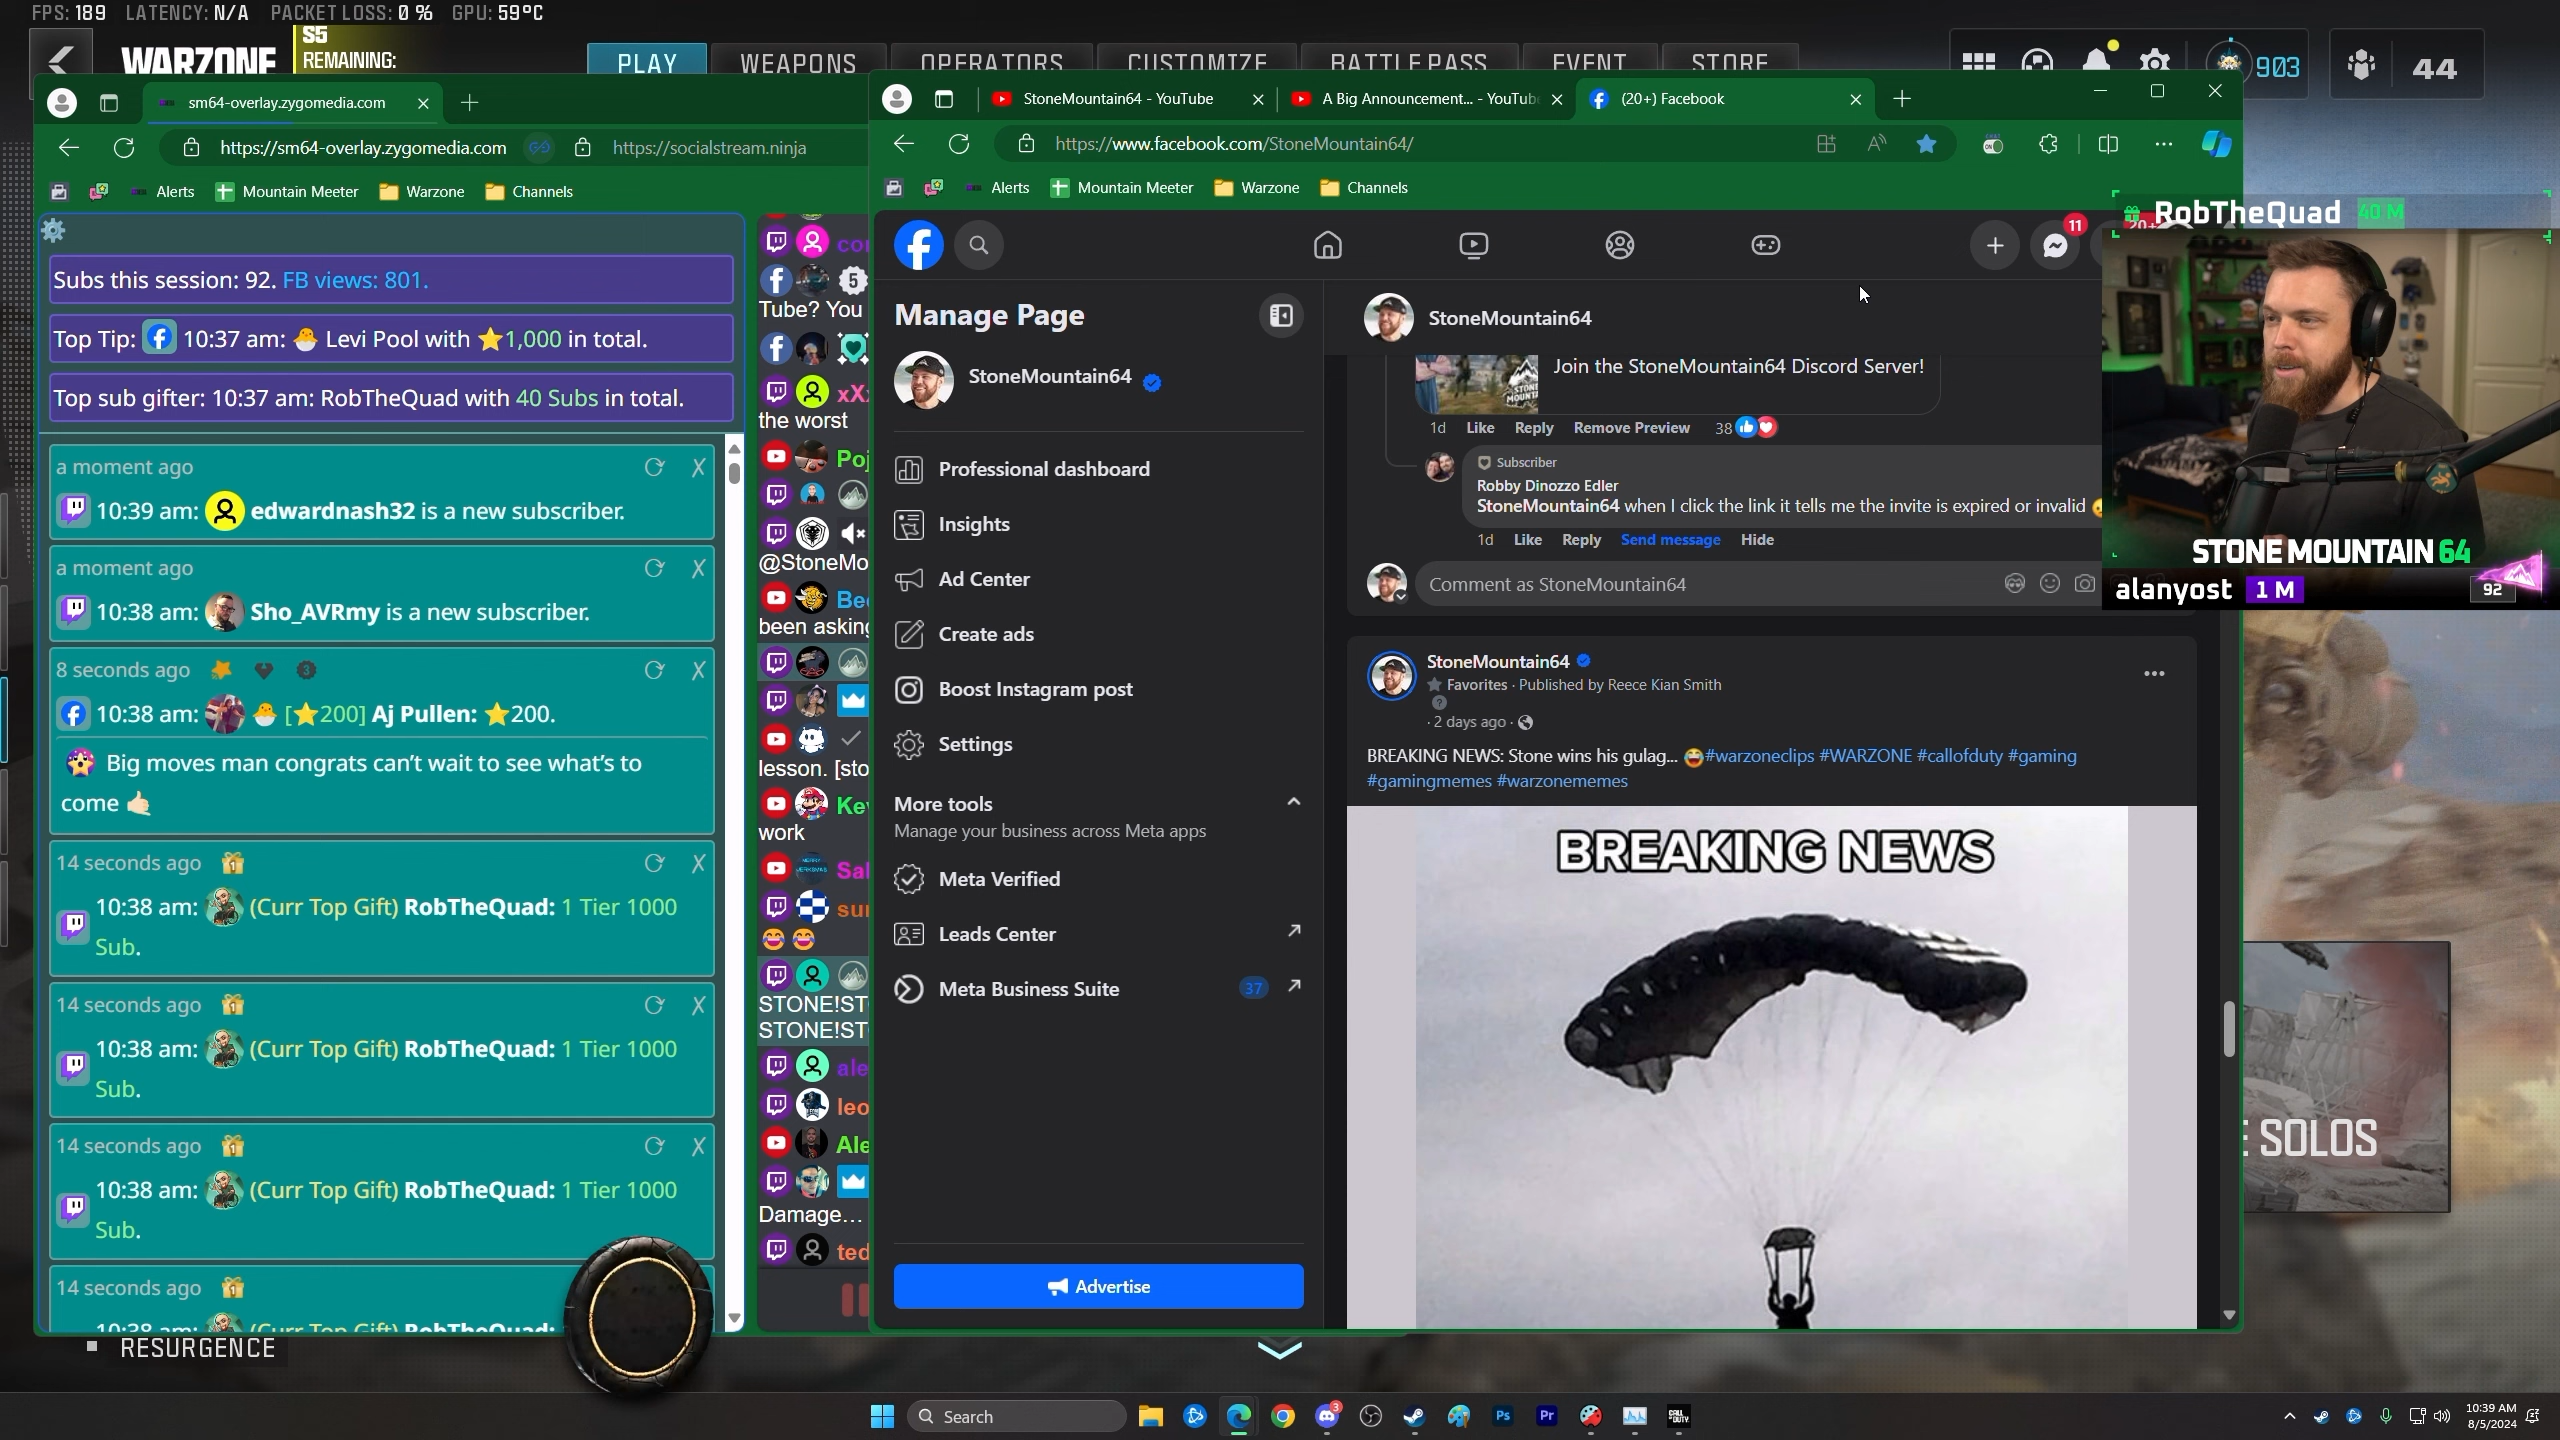 FPS: 189 LATENCY: N/A PACKET LOSS: 0 % GPU: 59°C
WARZONE
S5
REMAINING:
PLAY
WEAPONS
OPERATORS
CUSTOMIZE
BATTLE PASS
EVENT
STORE
903
44
sm64-overlay.zygomedia.com
https://sm64-overlay.zygomedia.com
https://socialstream.ninja
Alerts
Mountain Meeter
Warzone
Channels
Subs this session: 92. FB views: 801.
Top Tip: 10:37 am: Levi Pool with ⭐1,000 in total.
Top sub gifter: 10:37 am: RobTheQuad with 40 Subs in total.
a moment ago
10:39 am: edwardnash32 is a new subscriber.
a moment ago
10:38 am: Sho_AVRmy is a new subscriber.
8 seconds ago
10:38 am: [⭐200] Aj Pullen: ⭐200.
Big moves man congrats can't wait to see what's to
come 🤙
14 seconds ago
10:38 am: (Curr Top Gift) RobTheQuad: 1 Tier 1000
Sub.
14 seconds ago
10:38 am: (Curr Top Gift) RobTheQuad: 1 Tier 1000
Sub.
14 seconds ago
10:38 am: (Curr Top Gift) RobTheQuad: 1 Tier 1000
Sub.
14 seconds ago
10:38 am: (Curr Top Gift) RobTheQuad:
RESURGENCE
Tube? You
the worst
@StoneMo
been asking
lesson. [sto
work
😂 😂
STONE!ST
STONE!ST
Damage...
ted
StoneMountain64 - YouTube
A Big Announcement... - YouTube
(20+) Facebook
https://www.facebook.com/StoneMountain64/
Alerts
Mountain Meeter
Warzone
Channels
11
20+
Manage Page
StoneMountain64
Professional dashboard
Insights
Ad Center
Create ads
Boost Instagram post
Settings
More tools
Manage your business across Meta apps
Meta Verified
Leads Center
Meta Business Suite
37
Advertise
StoneMountain64
Join the StoneMountain64 Discord Server!
1d Like Reply Remove Preview 38
Subscriber
Robby Dinozzo Edler
StoneMountain64 when I click the link it tells me the invite is expired or invalid
1d Like Reply Send message Hide
Comment as StoneMountain64
StoneMountain64
Favorites · Published by Reece Kian Smith
· 2 days ago ·
BREAKING NEWS: Stone wins his gulag... 😂#warzoneclips #WARZONE #callofduty #gaming
#gamingmemes #warzonememes
BREAKING NEWS
RobTheQuad 40 M
STONE MOUNTAIN 64
alanyost 1 M
92
SOLOS
Search
3
Ps
Pr
CALL OF DUTY
10:39 AM
8/5/2024